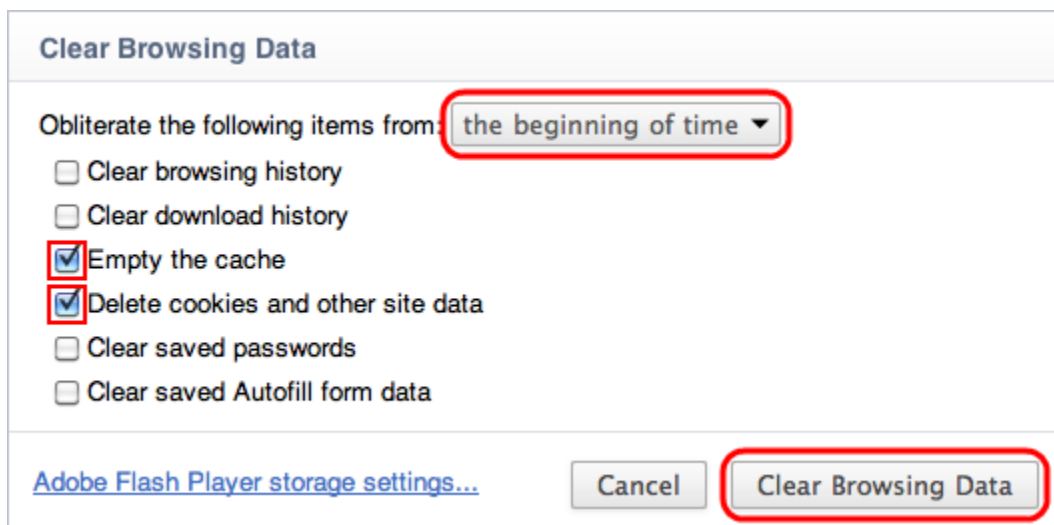 Clear Browsing Data
Obliterate the following items from: the beginning of time
Clear browsing history
Clear download history
Empty the cache
Delete cookies and other site data
Clear saved passwords
Clear saved Autofill form data
Adobe Flash Player storage settings... Cancel Clear Browsing Data